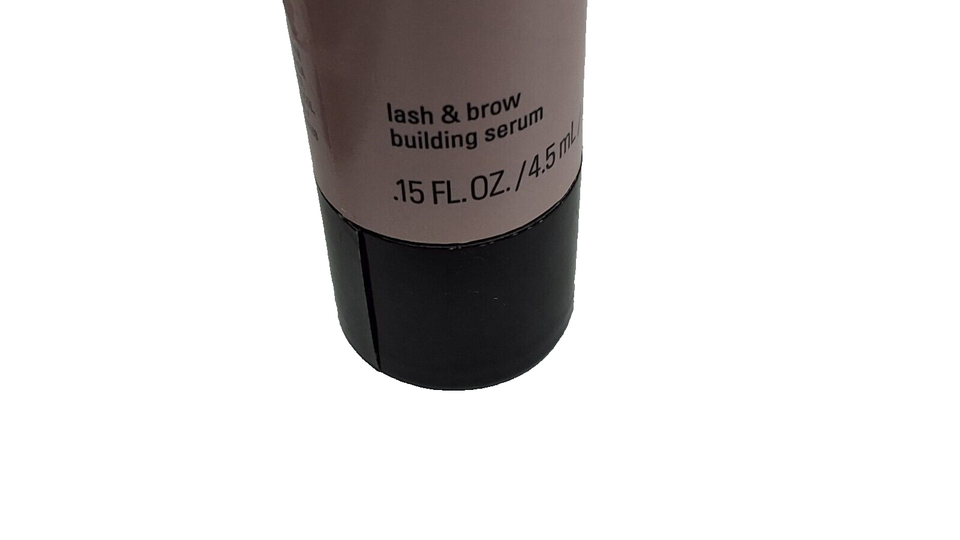 lash & brow
building serum
.15 FL. OZ. / 4.5 mL